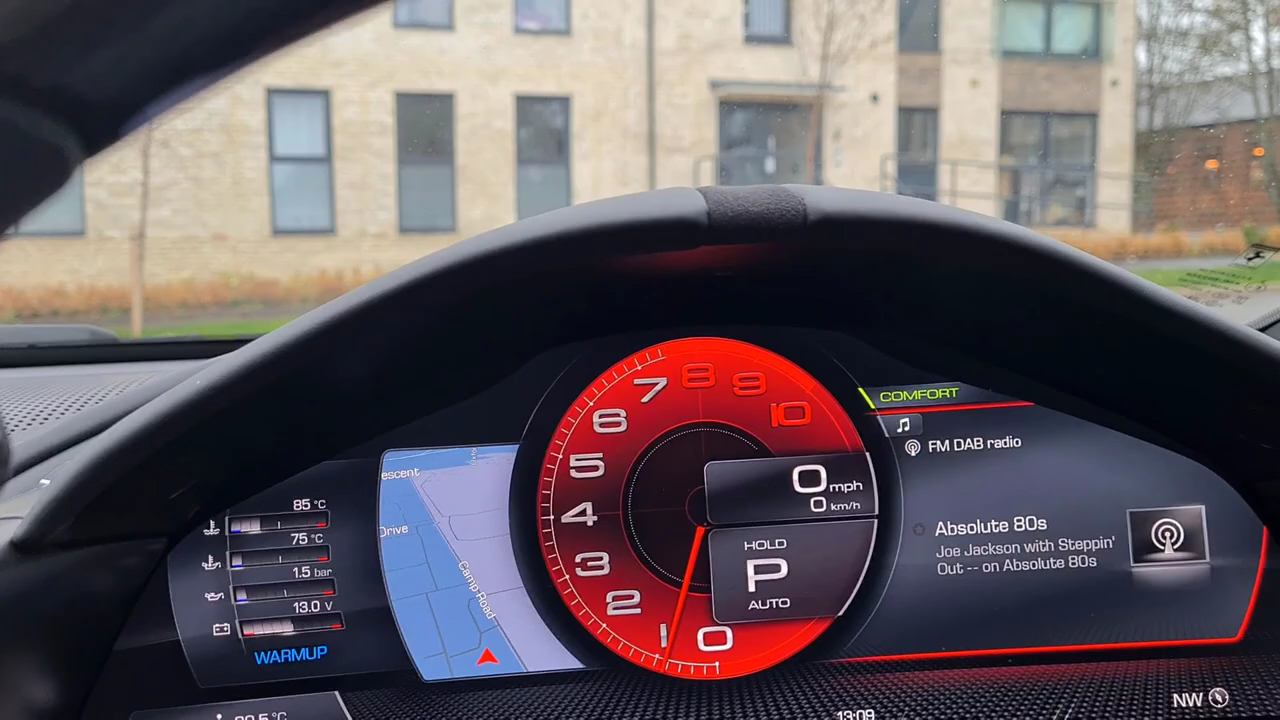 85 °C
75 °C
1.5 bar
13.0 V
WARMUP
escent
Drive
Camp Road
7
8
9
10
6
5
4
3
2
1
0
0 mph
0 km/h
HOLD
P
AUTO
COMFORT
FM DAB radio
Absolute 80s
Joe Jackson with Steppin'
Out -- on Absolute 80s
13:09
NW